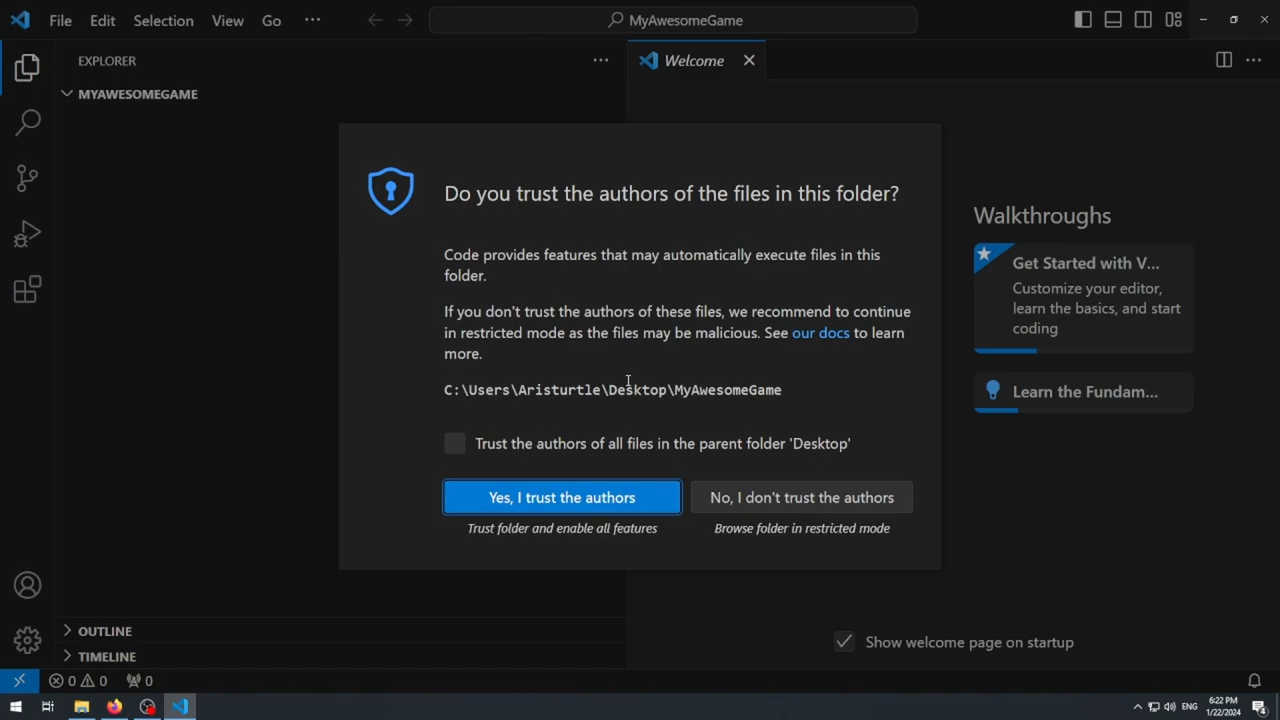 File Edit Selection View Go ··· MyAwesomeGame
EXPLORER ··· Welcome ···
MYAWESOMEGAME
Do you trust the authors of the files in this folder?
Code provides features that may automatically execute files in this
folder.
If you don't trust the authors of these files, we recommend to continue
in restricted mode as the files may be malicious. See our docs to learn
more.
C:\Users\Aristurtle\Desktop\MyAwesomeGame
Trust the authors of all files in the parent folder 'Desktop'
Yes, I trust the authors No, I don't trust the authors
Trust folder and enable all features Browse folder in restricted mode
Walkthroughs
Get Started with V...
Customize your editor,
learn the basics, and start
coding
Learn the Fundam...
Show welcome page on startup
OUTLINE
TIMELINE
0 0 0
ENG
6:22 PM
1/22/2024
4